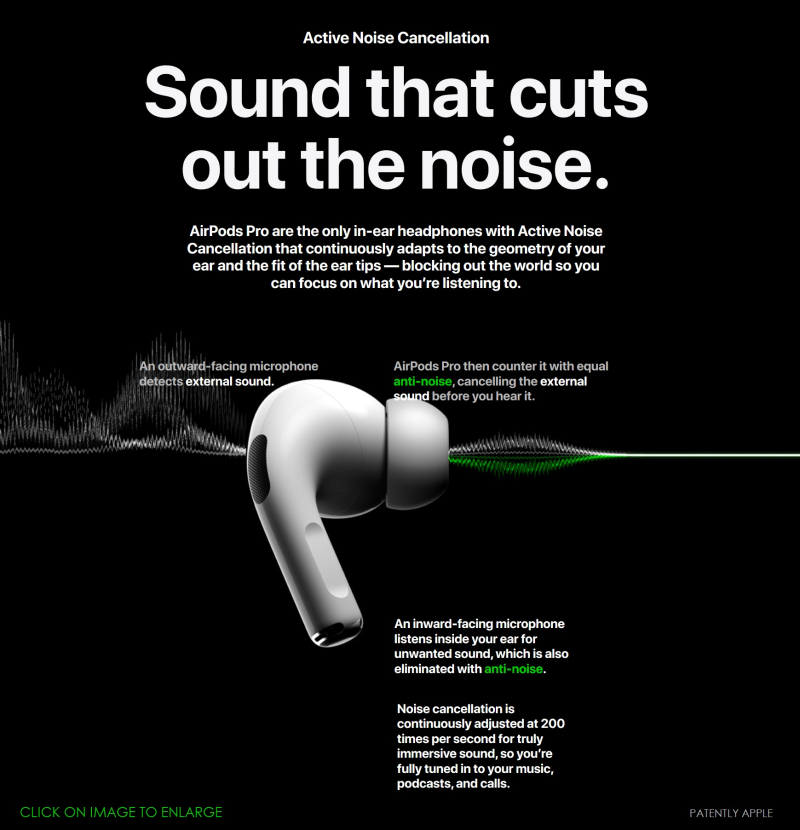 Active Noise Cancellation
Sound that cuts
out the noise.
AirPods Pro are the only in-ear headphones with Active Noise
Cancellation that continuously adapts to the geometry of your
ear and the fit of the ear tips — blocking out the world so you
can focus on what you're listening to.
An outward-facing microphone
detects external sound.
AirPods Pro then counter it with equal
anti-noise, cancelling the external
sound before you hear it.
An inward-facing microphone
listens inside your ear for
unwanted sound, which is also
eliminated with anti-noise.
Noise cancellation is
continuously adjusted at 200
times per second for truly
immersive sound, so you're
fully tuned in to your music,
podcasts, and calls.
CLICK ON IMAGE TO ENLARGE
PATENTLY APPLE